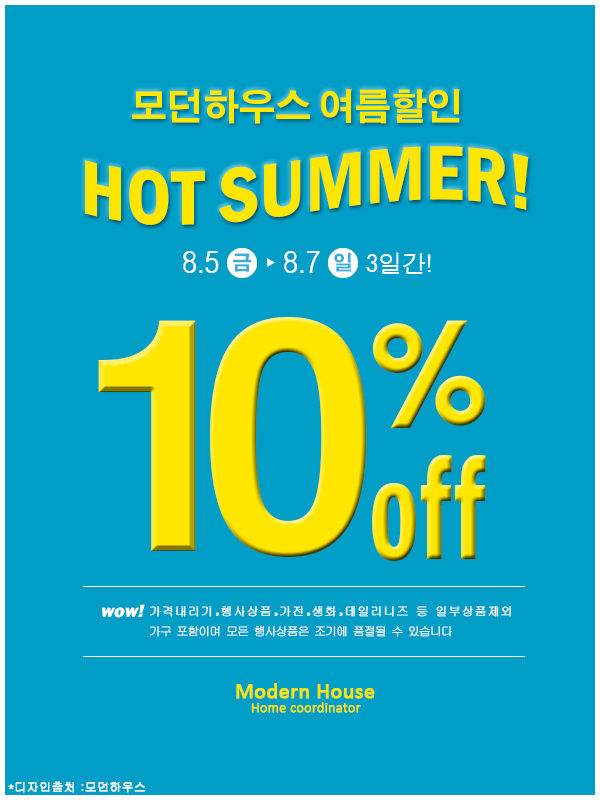 모던하우스 여름할인
HOT SUMMER!
8.5 금 ▶ 8.7 일 3일간!
10%
off
wow! 가격내리기.행사상품.가전.생화.데일리니즈 등 일부상품제외
가구 포함이며 모든 행사상품은 조기에 품절될 수 있습니다
Modern House
Home coordinator
*디자인출처 :모던하우스